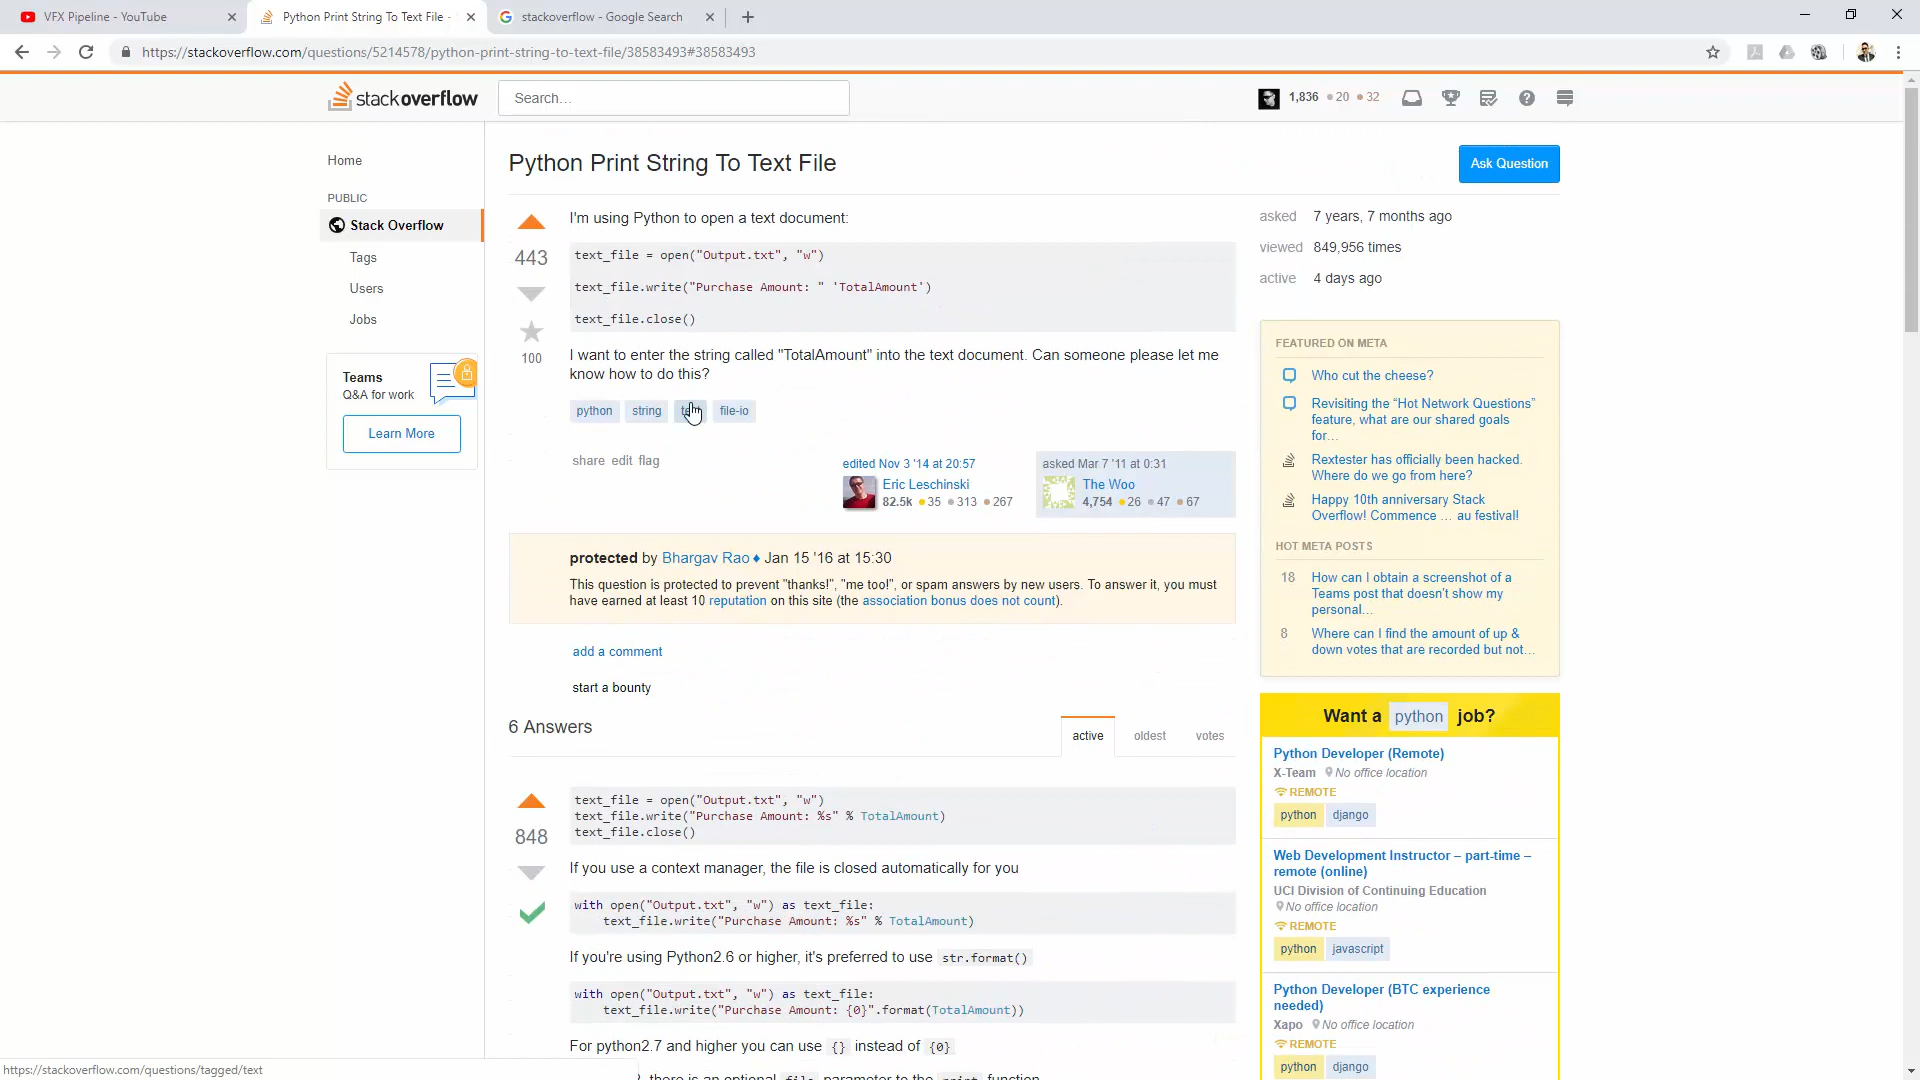 VFX Pipeline - YouTube
Python Print String To Text File -
stackoverflow - Google Search
https://stackoverflow.com/questions/5214578/python-print-string-to-text-file/38583493#38583493
stackoverflow
Search…
1,836 20 32
Home
PUBLIC
Stack Overflow
Tags
Users
Jobs
Teams
Q&A for work
Learn More
Python Print String To Text File
Ask Question
443
100
I'm using Python to open a text document:
text_file = open("Output.txt", "w")
text_file.write("Purchase Amount: " 'TotalAmount')
text_file.close()
I want to enter the string called "TotalAmount" into the text document. Can someone please let me
know how to do this?
python string file-io
share edit flag
edited Nov 3 '14 at 20:57
Eric Leschinski
82.5k 35 313 267
asked Mar 7 '11 at 0:31
The Woo
4,754 26 47 67
protected by Bhargav Rao♦ Jan 15 '16 at 15:30
This question is protected to prevent "thanks!", "me too!", or spam answers by new users. To answer it, you must
have earned at least 10 reputation on this site (the association bonus does not count).
add a comment
start a bounty
6 Answers
active oldest votes
848
text_file = open("Output.txt", "w")
text_file.write("Purchase Amount: %s" % TotalAmount)
text_file.close()
If you use a context manager, the file is closed automatically for you
with open("Output.txt", "w") as text_file:
text_file.write("Purchase Amount: %s" % TotalAmount)
If you're using Python2.6 or higher, it's preferred to use str.format()
with open("Output.txt", "w") as text_file:
text_file.write("Purchase Amount: {0}".format(TotalAmount))
For python2.7 and higher you can use {} instead of {0}
there is an optional file parameter to the print function
asked 7 years, 7 months ago
viewed 849,956 times
active 4 days ago
FEATURED ON META
Who cut the cheese?
Revisiting the “Hot Network Questions”
feature, what are our shared goals
for…
Rextester has officially been hacked.
Where do we go from here?
Happy 10th anniversary Stack
Overflow! Commence … au festival!
HOT META POSTS
18 How can I obtain a screenshot of a
Teams post that doesn’t show my
personal…
8 Where can I find the amount of up &
down votes that are recorded but not…
Want a python job?
Python Developer (Remote)
X-Team No office location
REMOTE
python django
Web Development Instructor – part-time –
remote (online)
UCI Division of Continuing Education
No office location
REMOTE
python javascript
Python Developer (BTC experience
needed)
Xapo No office location
REMOTE
python django
https://stackoverflow.com/questions/tagged/text